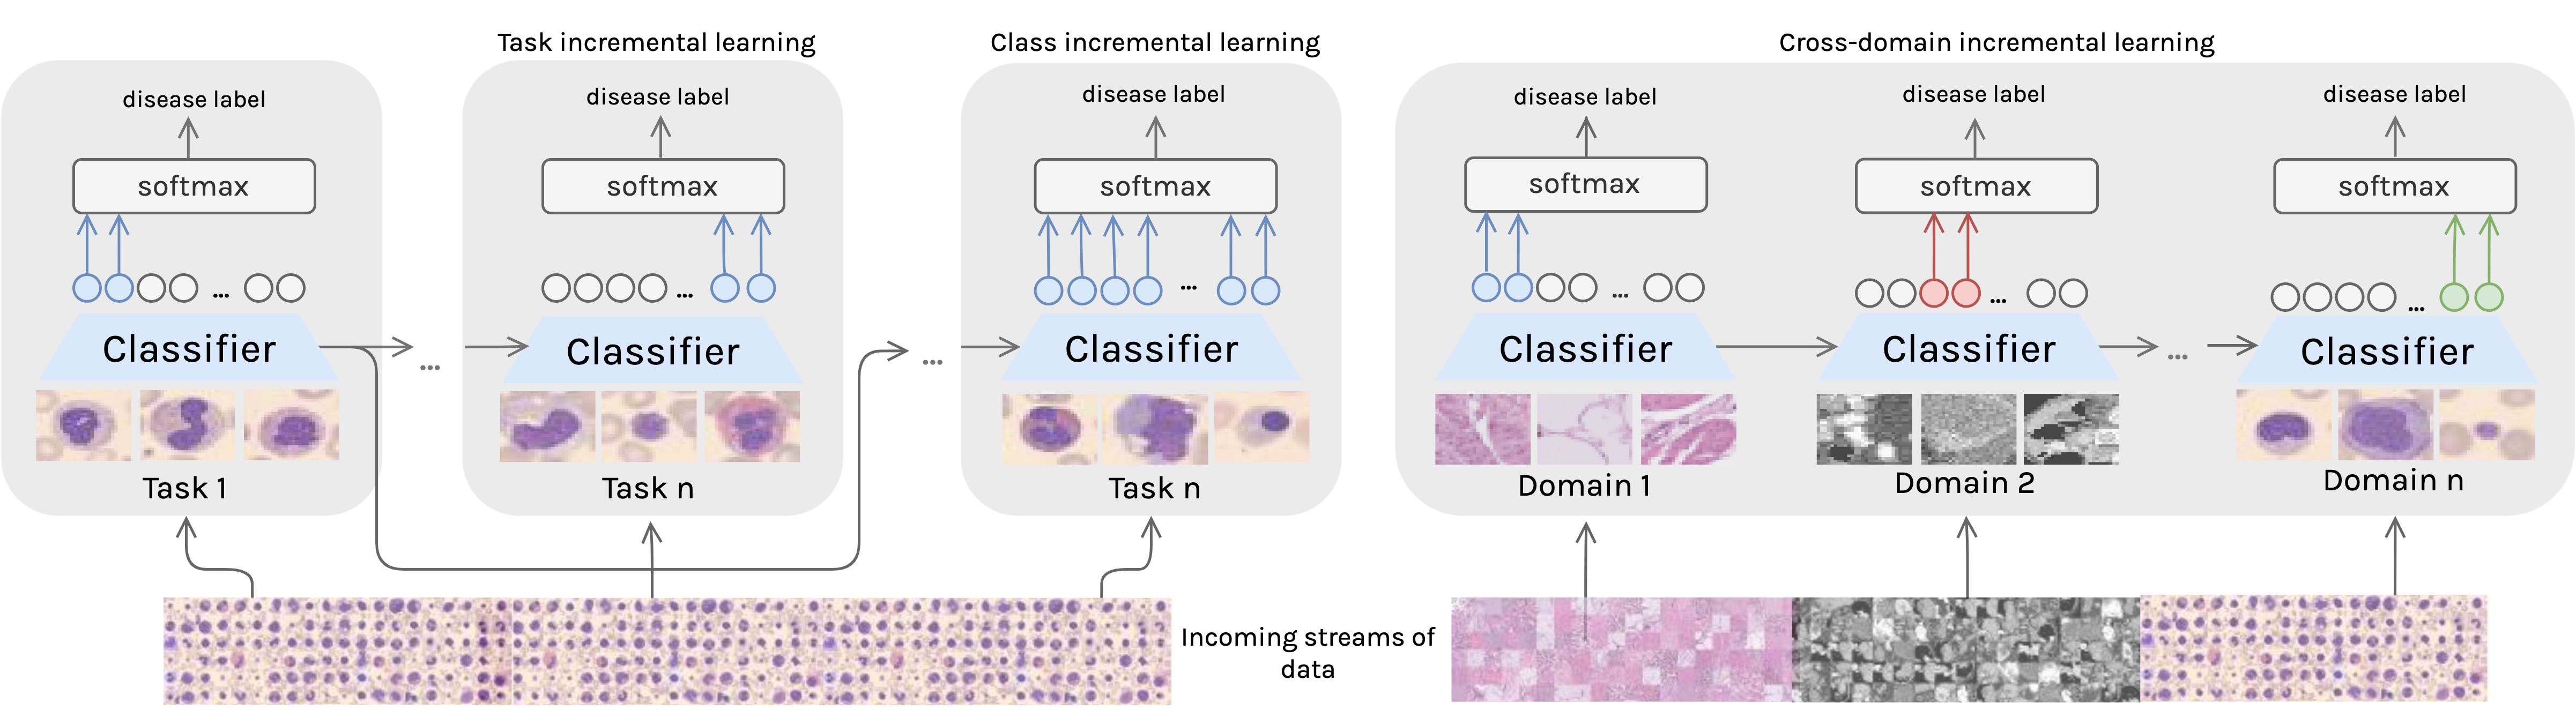 Task incremental learning
Class incremental learning
Cross-domain incremental learning
disease label
disease label
disease label
disease label
disease label
disease label
softmax
softmax
softmax
softmax
softmax
softmax
...
...
...
...
...
...
Classifier
Classifier
Classifier
Classifier
Classifier
Classifier
...
...
...
Task 1
Task n
Task n
Domain 1
Domain 2
Domain n
Incoming streams of
data